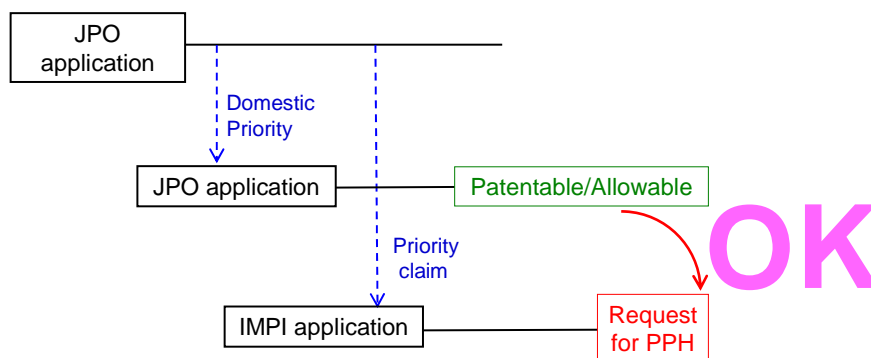 JPO
application
Domestic
Priority
JPO application
Patentable/Allowable
OK
Priority
claim
IMPI application
Request
for PPH